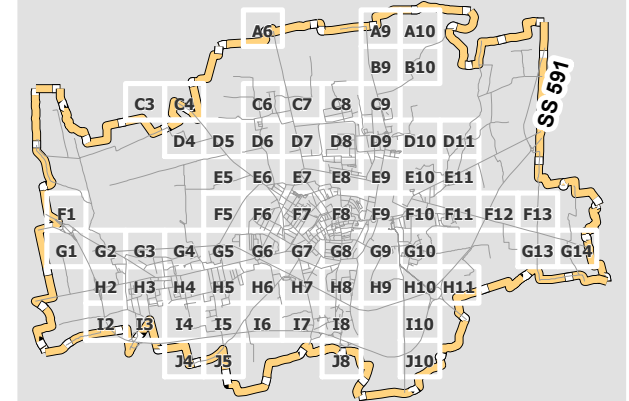 A6 A9 A10
B9 B10
SS 591
C3 C4 C6 C7 C8 C9
D4 D5 D6 D7 D8 D9 D10 D11
E5 E6 E7 E8 E9 E10 E11
F1 F5 F6 F7 F8 F9 F10 F11 F12 F13
G1 G2 G3 G4 G5 G6 G7 G8 G9 G10 G13 G14
H2 H3 H4 H5 H6 H7 H8 H9 H10 H11
I2 I3 I4 I5 I6 I7 I8 I10
J4 J5 J8 J10